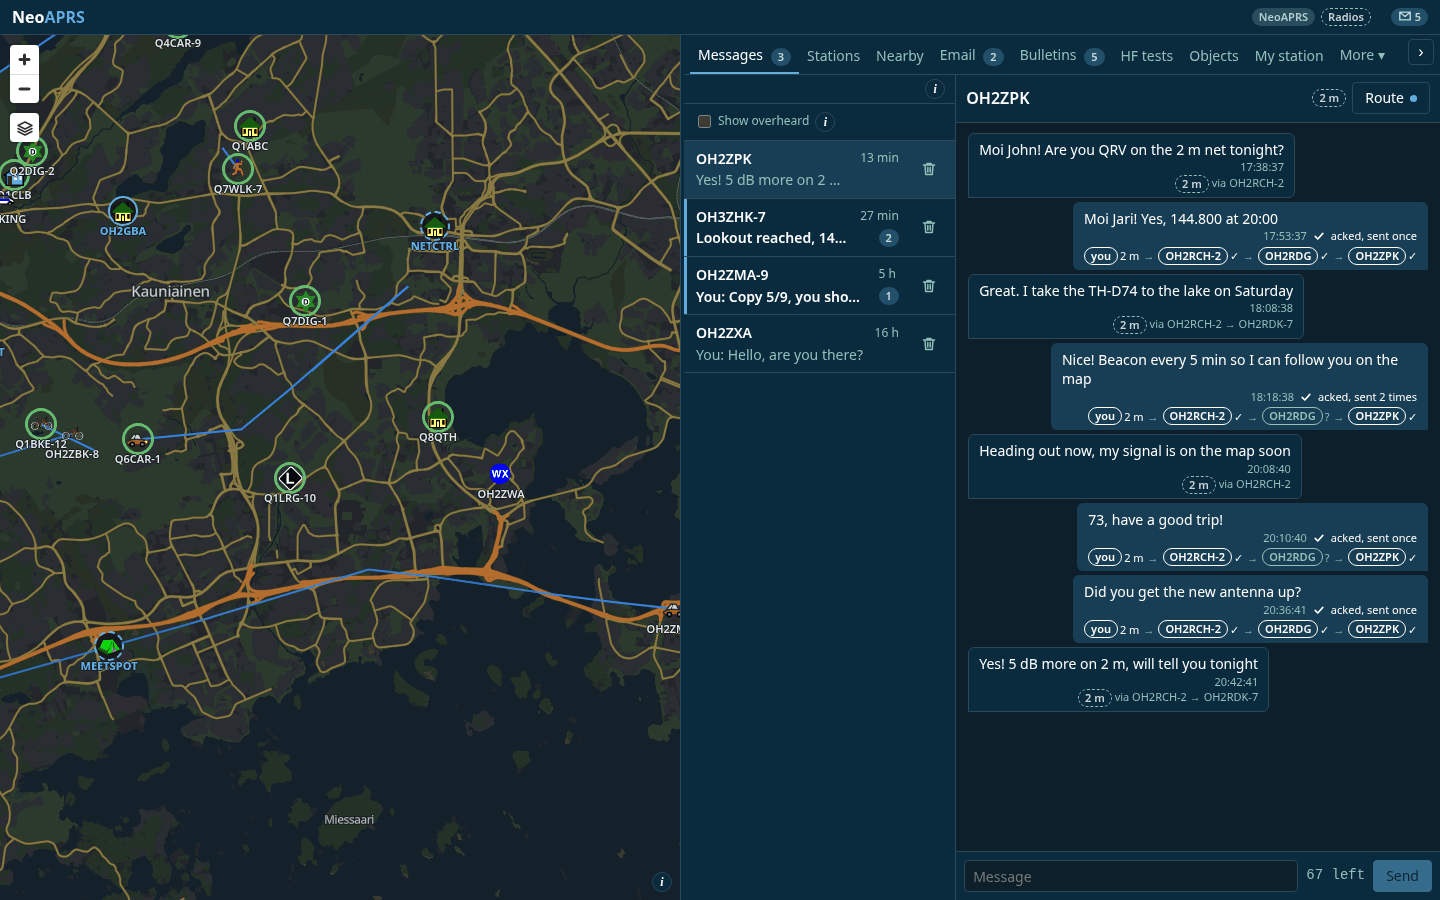 NeoAPRS
NeoAPRS
Radios
5
Q4CAR-9
Q1ABC
Q2DIG-2
Q7WLK-7
OH2GBA
NETCTRL
Kauniainen
Q7DIG-1
Q1BKE-12
OH2ZBK-8
Q6CAR-1
Q8QTH
Q1LRG-10
WX
OH2ZWA
MEETSPOT
Miessaari
Messages 3
Stations
Nearby
Email 2
Bulletins 5
HF tests
Objects
My station
More ▾
i
Show overheard i
OH2ZPK 13 min
Yes! 5 dB more on 2 ...
OH3ZHK-7 27 min
Lookout reached, 14... 2
OH2ZMA-9 5 h
You: Copy 5/9, you sho... 1
OH2ZXA 16 h
You: Hello, are you there?
OH2ZPK 2 m Route
Moi John! Are you QRV on the 2 m net tonight?
17:38:37
2 m via OH2RCH-2
Moi Jari! Yes, 144.800 at 20:00
17:53:37 ✓ acked, sent once
you 2 m → OH2RCH-2 ✓ → OH2RDG ✓ → OH2ZPK ✓
Great. I take the TH-D74 to the lake on Saturday
18:08:38
2 m via OH2RCH-2 → OH2RDK-7
Nice! Beacon every 5 min so I can follow you on the
map
18:18:38 ✓ acked, sent 2 times
you 2 m → OH2RCH-2 ✓ → OH2RDG ? → OH2ZPK ✓
Heading out now, my signal is on the map soon
20:08:40
2 m via OH2RCH-2
73, have a good trip!
20:10:40 ✓ acked, sent once
you 2 m → OH2RCH-2 ✓ → OH2RDG ? → OH2ZPK ✓
Did you get the new antenna up?
20:36:41 ✓ acked, sent once
you 2 m → OH2RCH-2 ✓ → OH2RDG ✓ → OH2ZPK ✓
Yes! 5 dB more on 2 m, will tell you tonight
20:42:41
2 m via OH2RCH-2 → OH2RDK-7
Message
67 left
Send